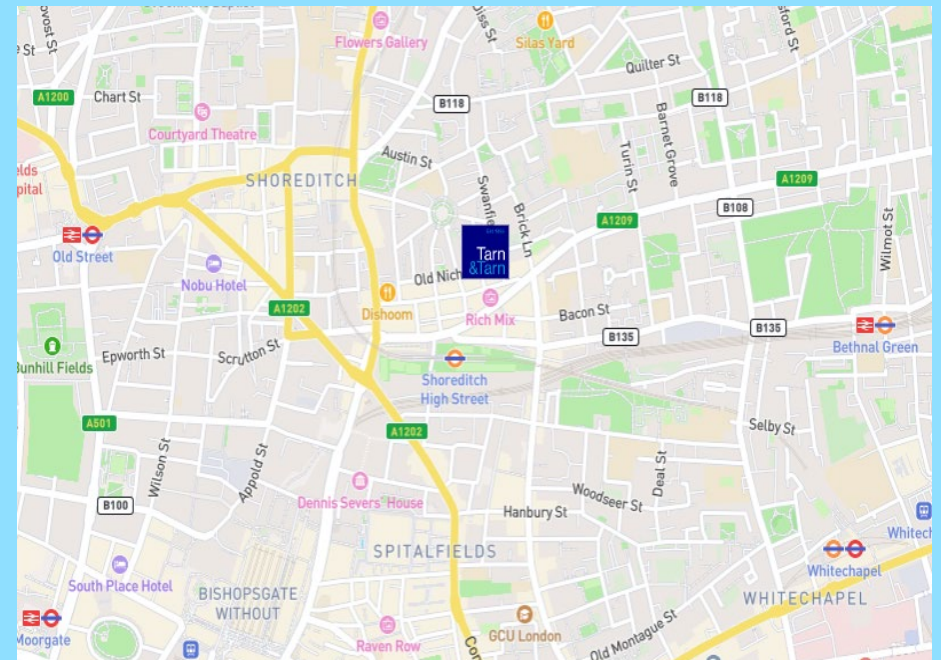 Flowers Gallery
Silas Yard
Quilter St
A1200
Chart St
B118
B118
Barnet Grove
Courtyard Theatre
Austin St
Turin St
SHOREDITCH
A1209
Swanfie
Brick Ln
B108
A1209
Wilmot St
Old Street
Tarn
&Tarn
Old Nich
Nobu Hotel
Dishoom
Rich Mix
Bacon St
A1202
B135
B135
Bethnal Green
Epworth St
Scrutton St
Bunhill Fields
Shoreditch
High Street
A501
A1202
Selby St
Wilson St
Appold St
Deal St
Dennis Severs' House
Woodseer St
B100
Hanbury St
SPITALFIELDS
Whitech
Whitechapel
South Place Hotel
BISHOPSGATE
WITHOUT
WHITECHAPEL
Moorgate
GCU London
Raven Row
Old Montague St